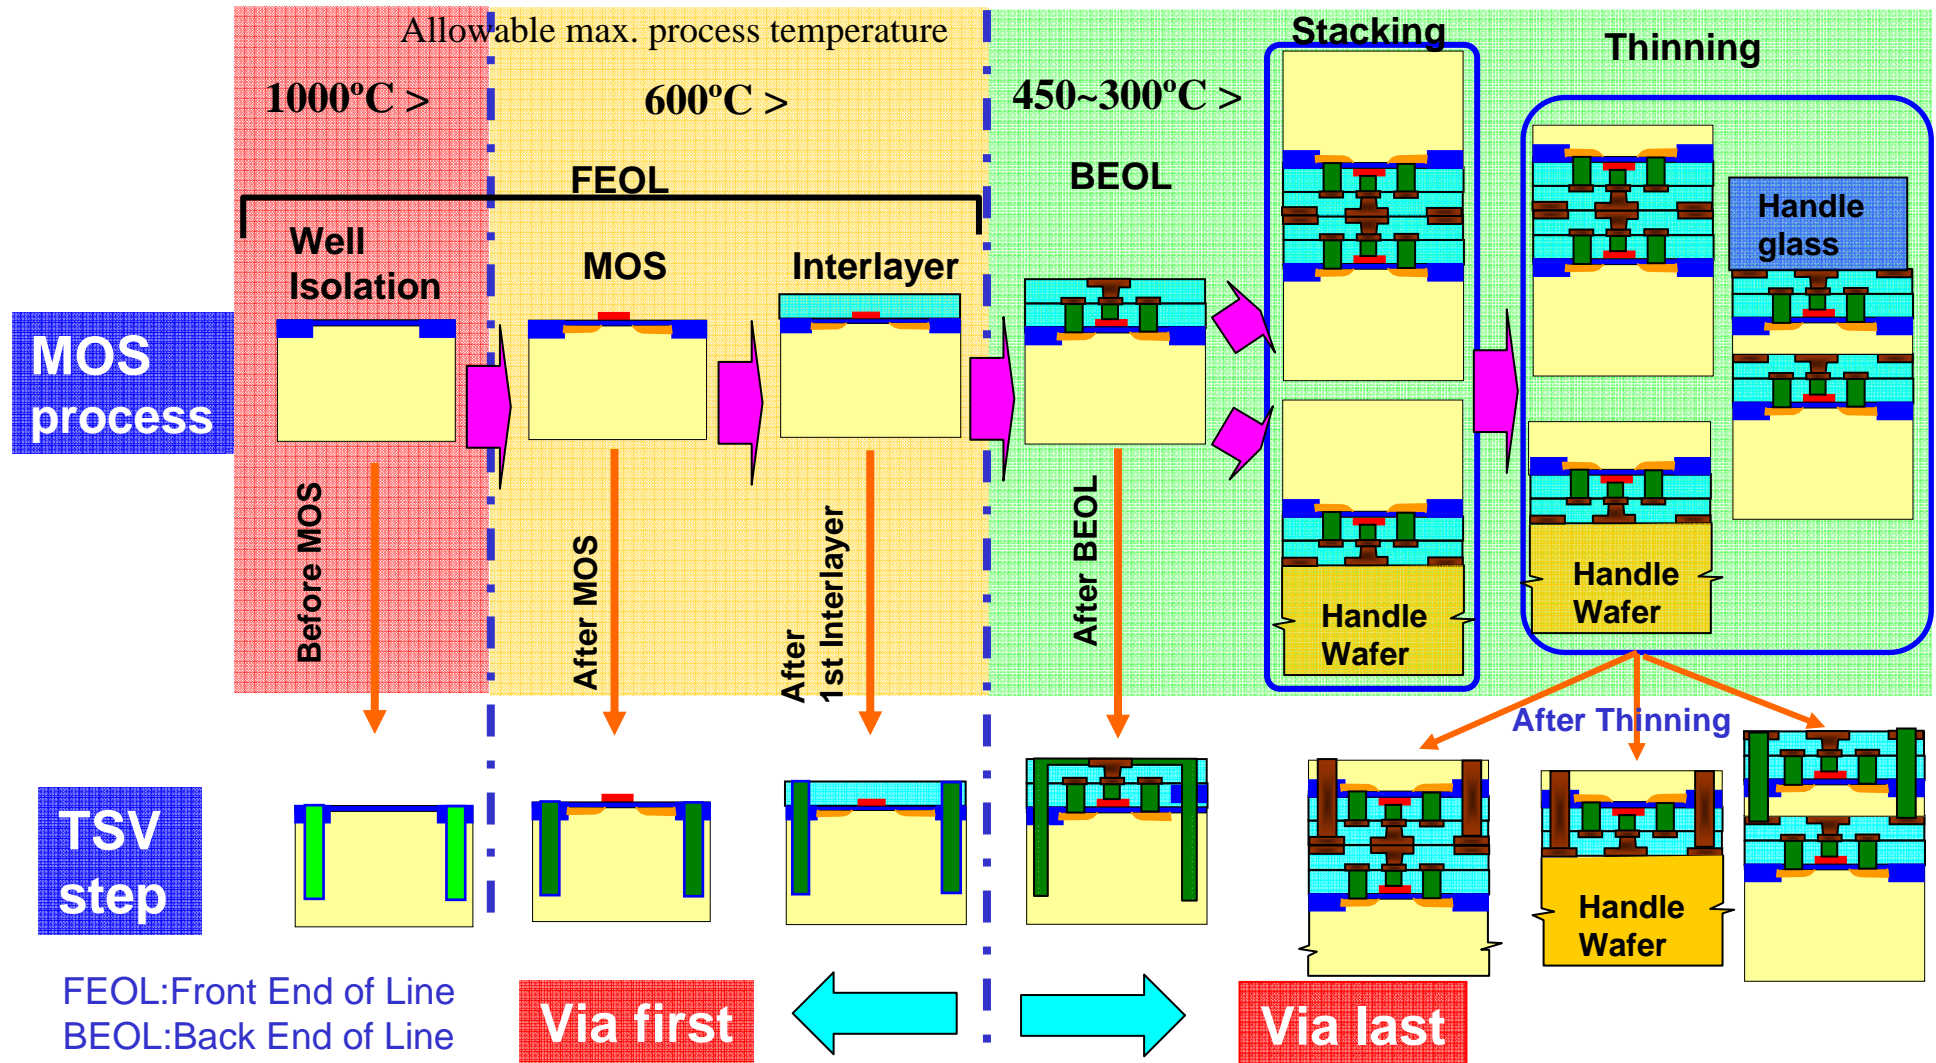 Allowable max. process temperature
1000ºC >
600ºC >
450~300ºC >
Stacking
Thinning
FEOL
BEOL
Well
Isolation
MOS
Interlayer
Handle
glass
MOS
process
Handle
Wafer
Handle
Wafer
Before MOS
After MOS
After
1st Interlayer
After BEOL
After Thinning
TSV
step
Handle
Wafer
FEOL:Front End of Line
BEOL:Back End of Line
Via first
Via last